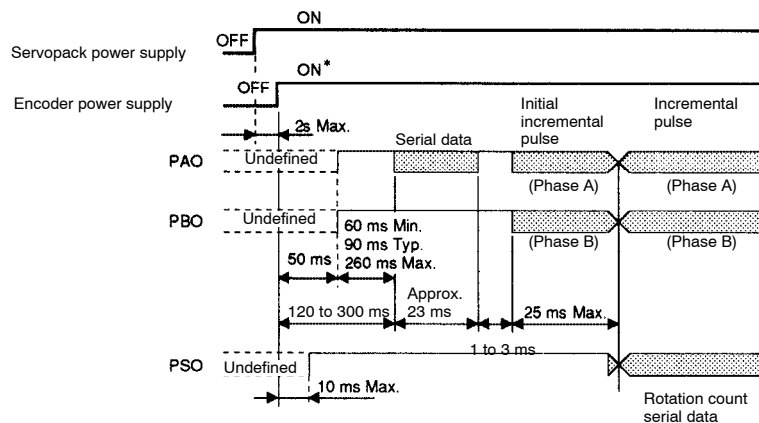 ON
OFF
Servopack power supply
ON*
OFF
Encoder power supply
2s Max.
Serial data
Initial
incremental
pulse
Incremental
pulse
PAO
Undefined
(Phase A)
(Phase A)
PBO
Undefined
60 ms Min.
90 ms Typ.
260 ms Max.
(Phase B)
(Phase B)
50 ms
120 to 300 ms
Approx.
23 ms
25 ms Max.
1 to 3 ms
PSO
Undefined
10 ms Max.
Rotation count
serial data